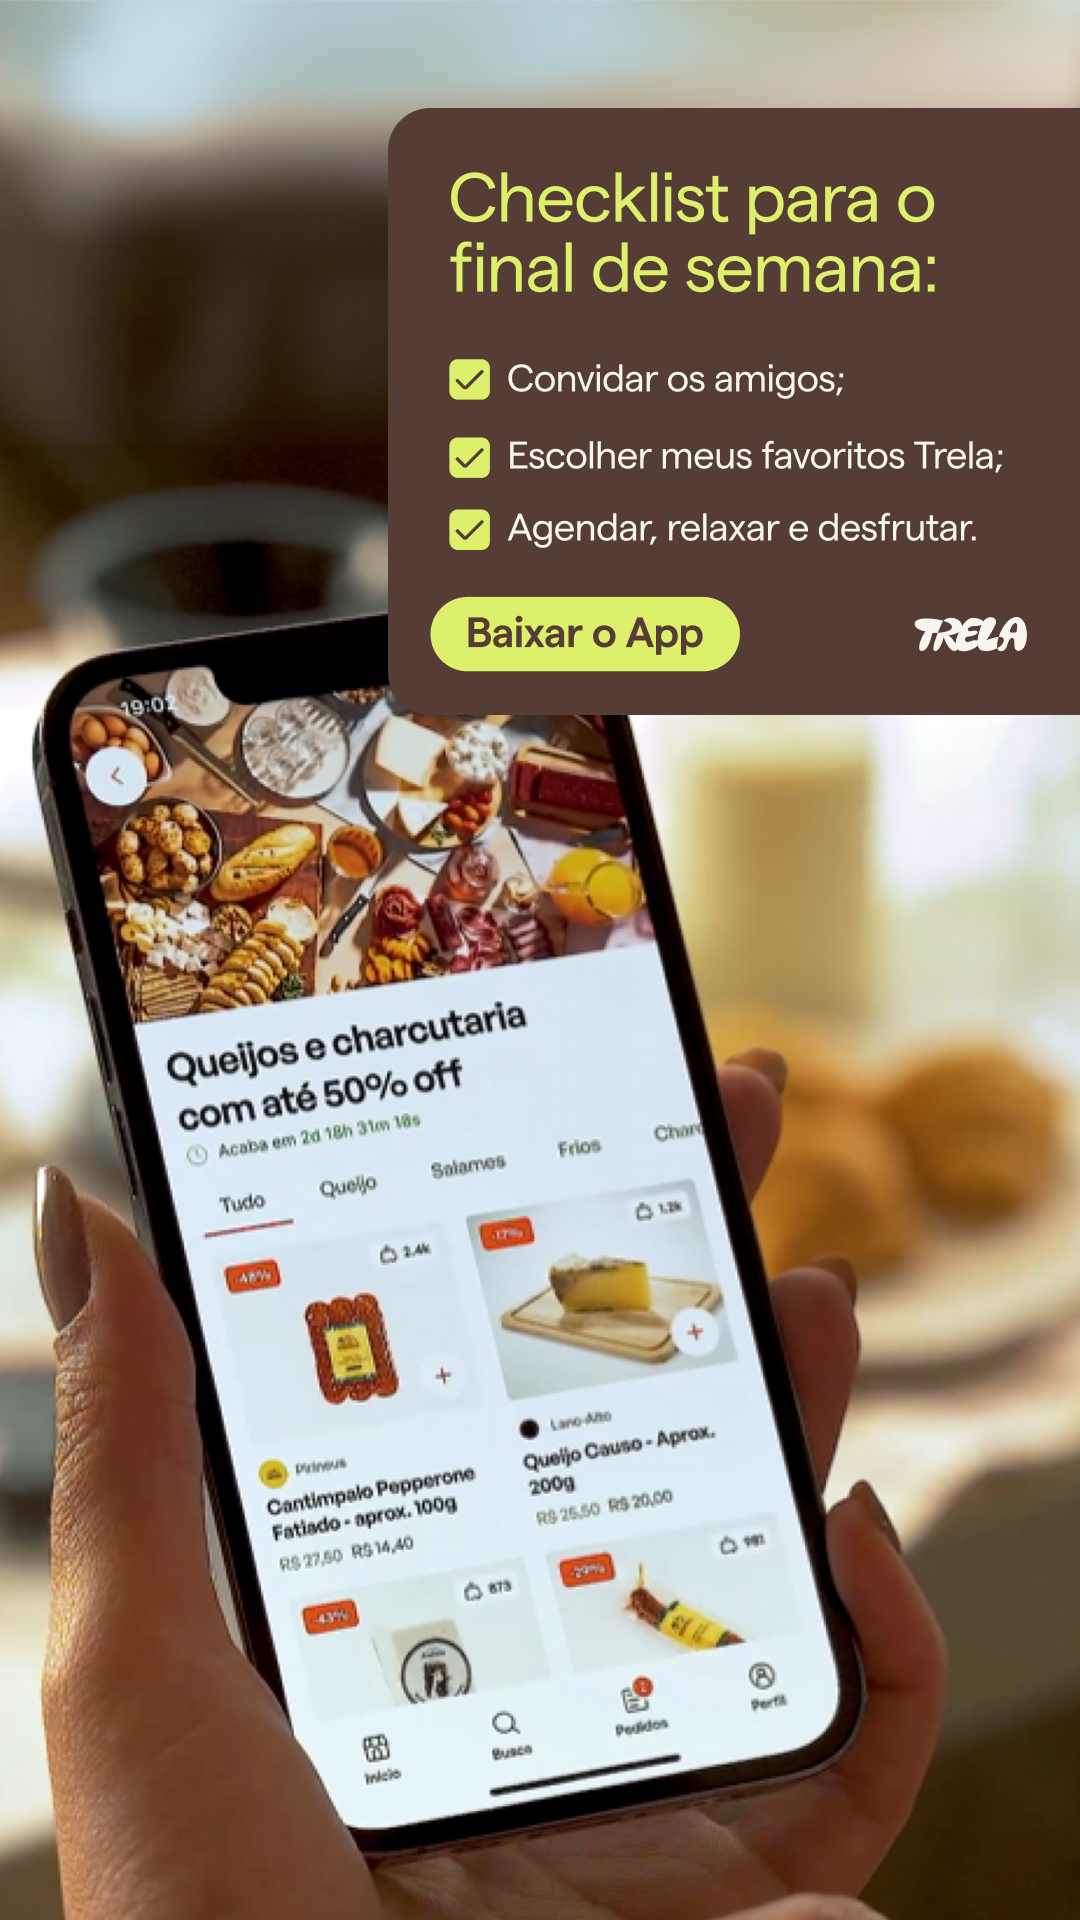 Checklist para o
final de semana:
Convidar os amigos;
Escolher meus favoritos Trela;
Agendar, relaxar e desfrutar.
Baixar o App
TRELA
19:02
Queijos e charcutaria
com até 50% off
Acaba em 2d 18h 31m 18s
Tudo Queijo Salames Frios Charc
-48% 2.4k
-17% 1.2k
Pirineus
Cantimpalo Pepperone
Fatiado - aprox. 100g
R$ 27,50 R$ 14,40
Lano-Alto
Queijo Causo - Aprox.
200g
R$ 25,50 R$ 20,00
-43% 873
-29% 981
Início
Busca
Pedidos
Perfil